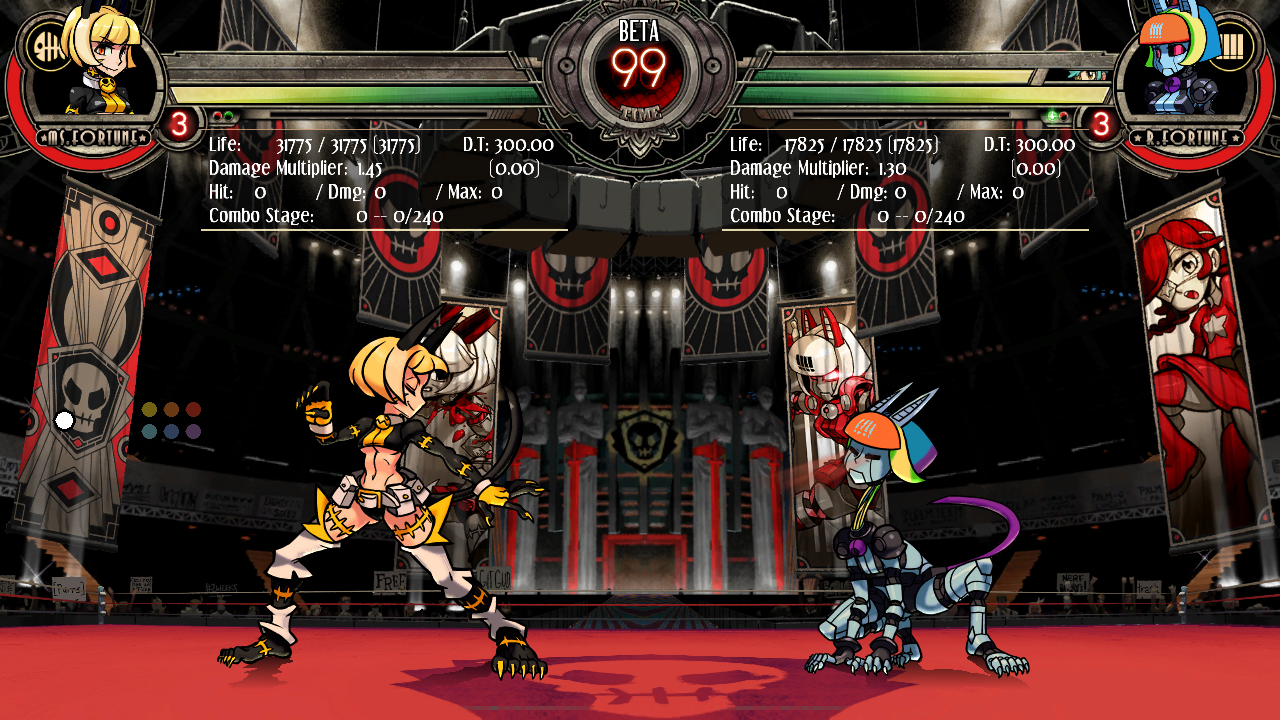 BETA
99
TIME
MS. FORTUNE
3
R. FORTUNE
3
Life: 31775 / 31775 (31775) D.T: 300.00
Damage Multiplier: 1.45 (0.00)
Hit: 0 / Dmg: 0 / Max: 0
Combo Stage: 0 -- 0/240
Life: 17825 / 17825 (17825) D.T: 300.00
Damage Multiplier: 1.30 (0.00)
Hit: 0 / Dmg: 0 / Max: 0
Combo Stage: 0 -- 0/240
FREE